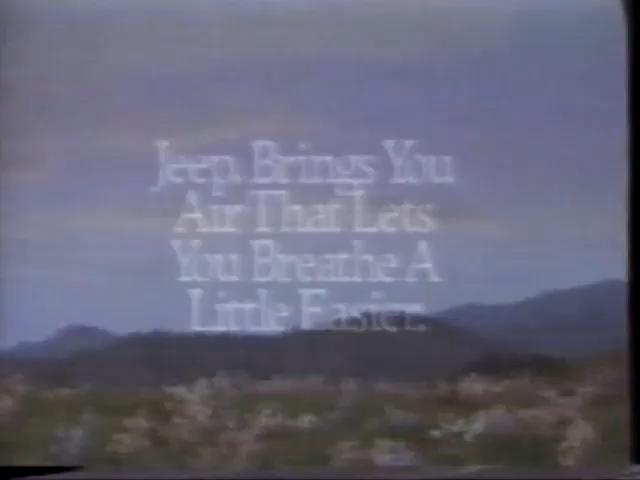 Jeep. Brings You
Air That Lets
You Breathe A
Little Easier.